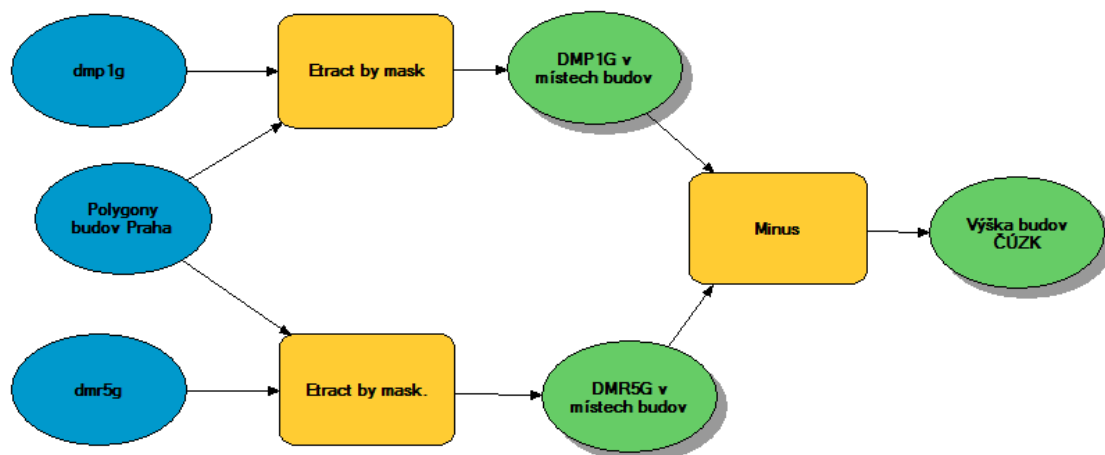 dmp1g
Etract by mask
DMP1G v
místech budov
Polygony
budov Praha
Minus
Výška budov
ČÚZK
dmr5g
Etract by mask.
DMR5G v
místech budov